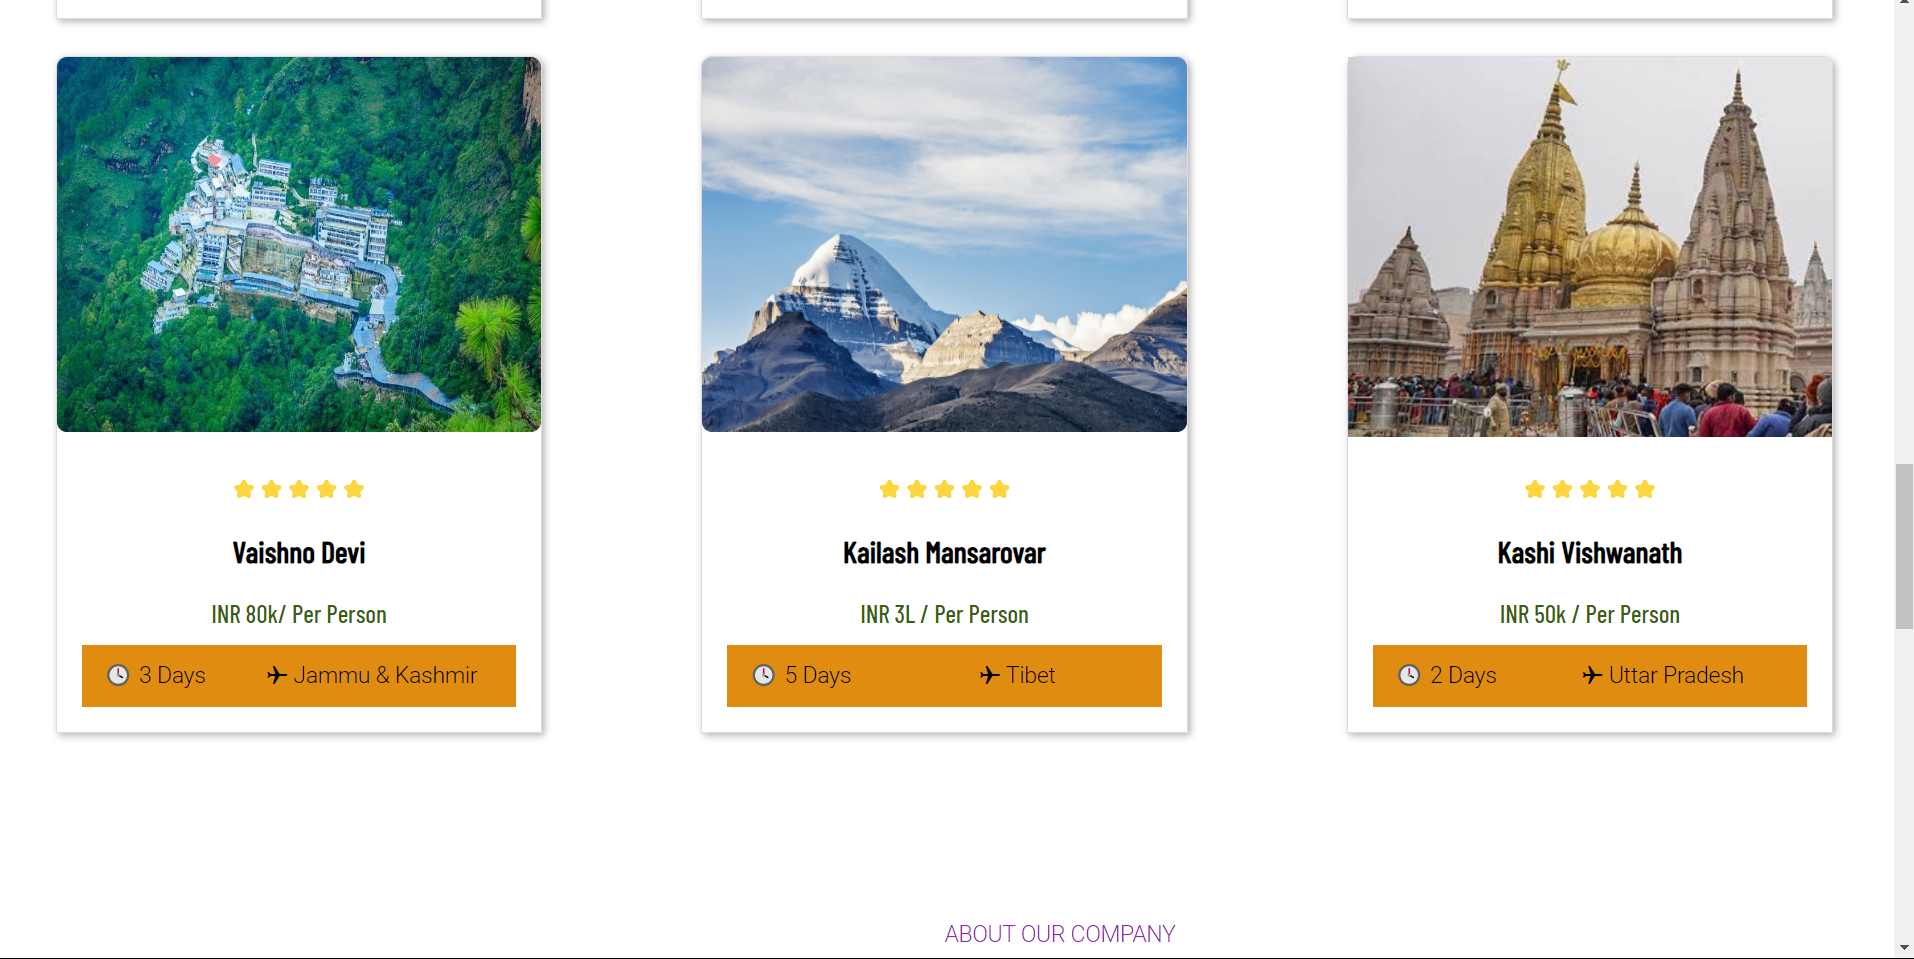 Vaishno Devi
INR 80k/ Per Person
3 Days
Jammu & Kashmir
Kailash Mansarovar
INR 3L / Per Person
5 Days
Tibet
Kashi Vishwanath
INR 50k / Per Person
2 Days
Uttar Pradesh
ABOUT OUR COMPANY